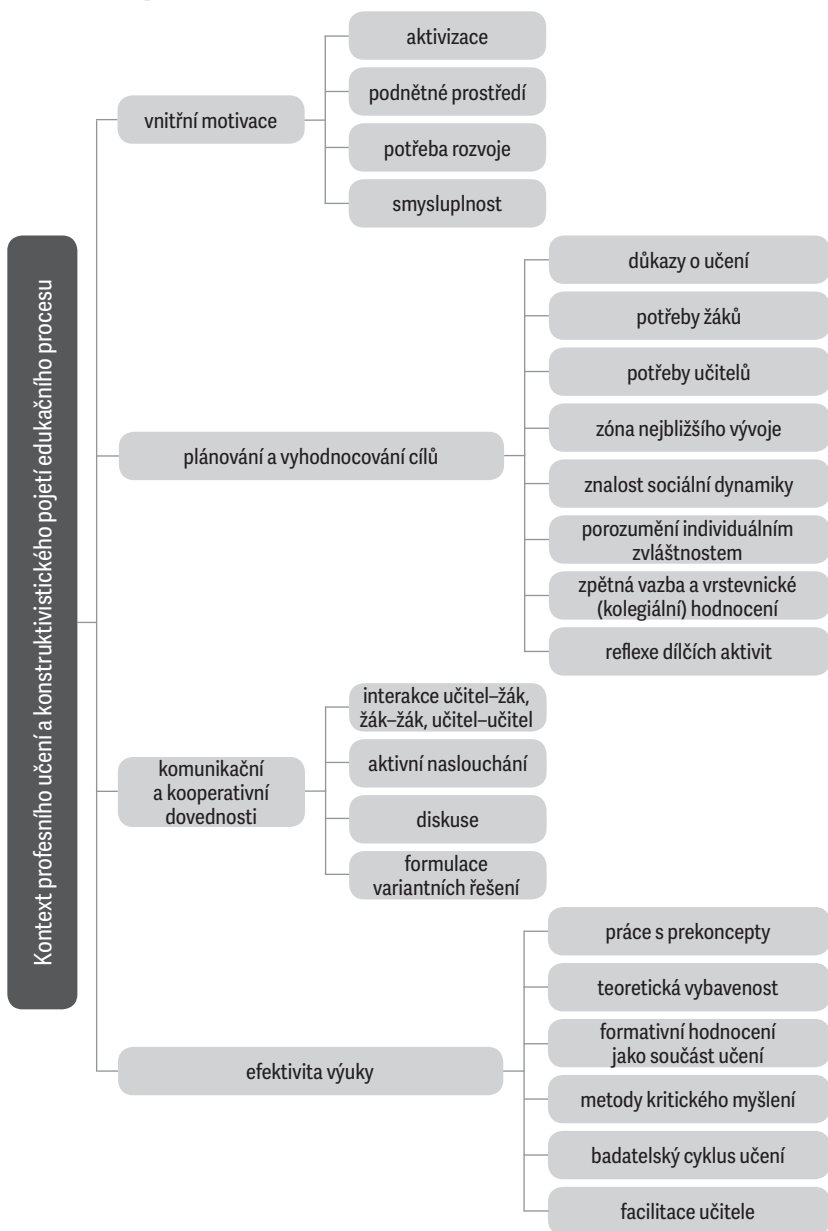 Kontext profesního učení a konstruktivistického pojetí edukačního procesu
vnitřní motivace
aktivizace
podnětné prostředí
potřeba rozvoje
smysluplnost
plánování a vyhodnocování cílů
důkazy o učení
potřeby žáků
potřeby učitelů
zóna nejbližšího vývoje
znalost sociální dynamiky
porozumění individuálním
zvláštnostem
zpětná vazba a vrstevnické
(kolegiální) hodnocení
reflexe dílčích aktivit
komunikační
a kooperativní
dovednosti
interakce učitel–žák,
žák–žák, učitel–učitel
aktivní naslouchání
diskuse
formulace
variantních řešení
efektivita výuky
práce s prekoncepty
teoretická vybavenost
formativní hodnocení
jako součást učení
metody kritického myšlení
badatelský cyklus učení
facilitace učitele